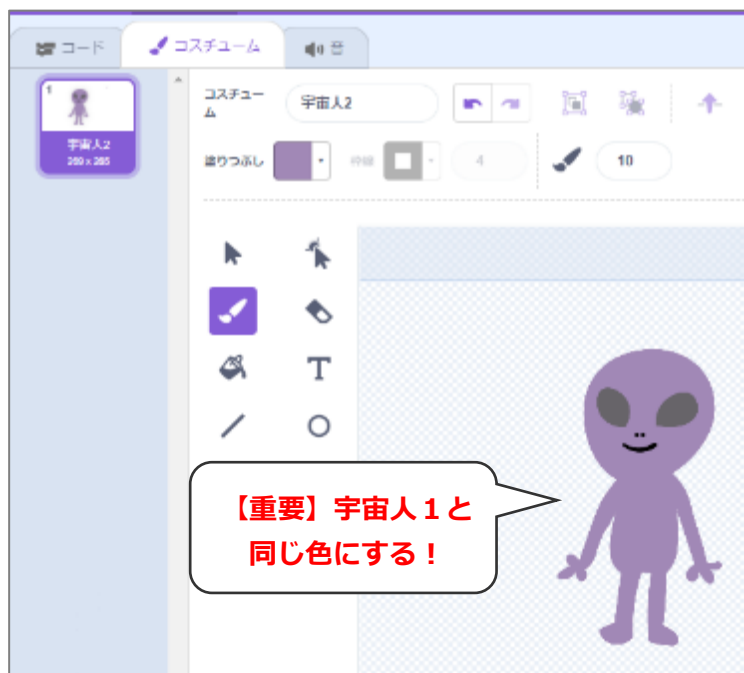 コード
コスチューム
音
1
宇宙人2
コスチュー
ム
宇宙人2
塗りつぶし
枠線
4
10
T
【重要】宇宙人１と
同じ色にする！